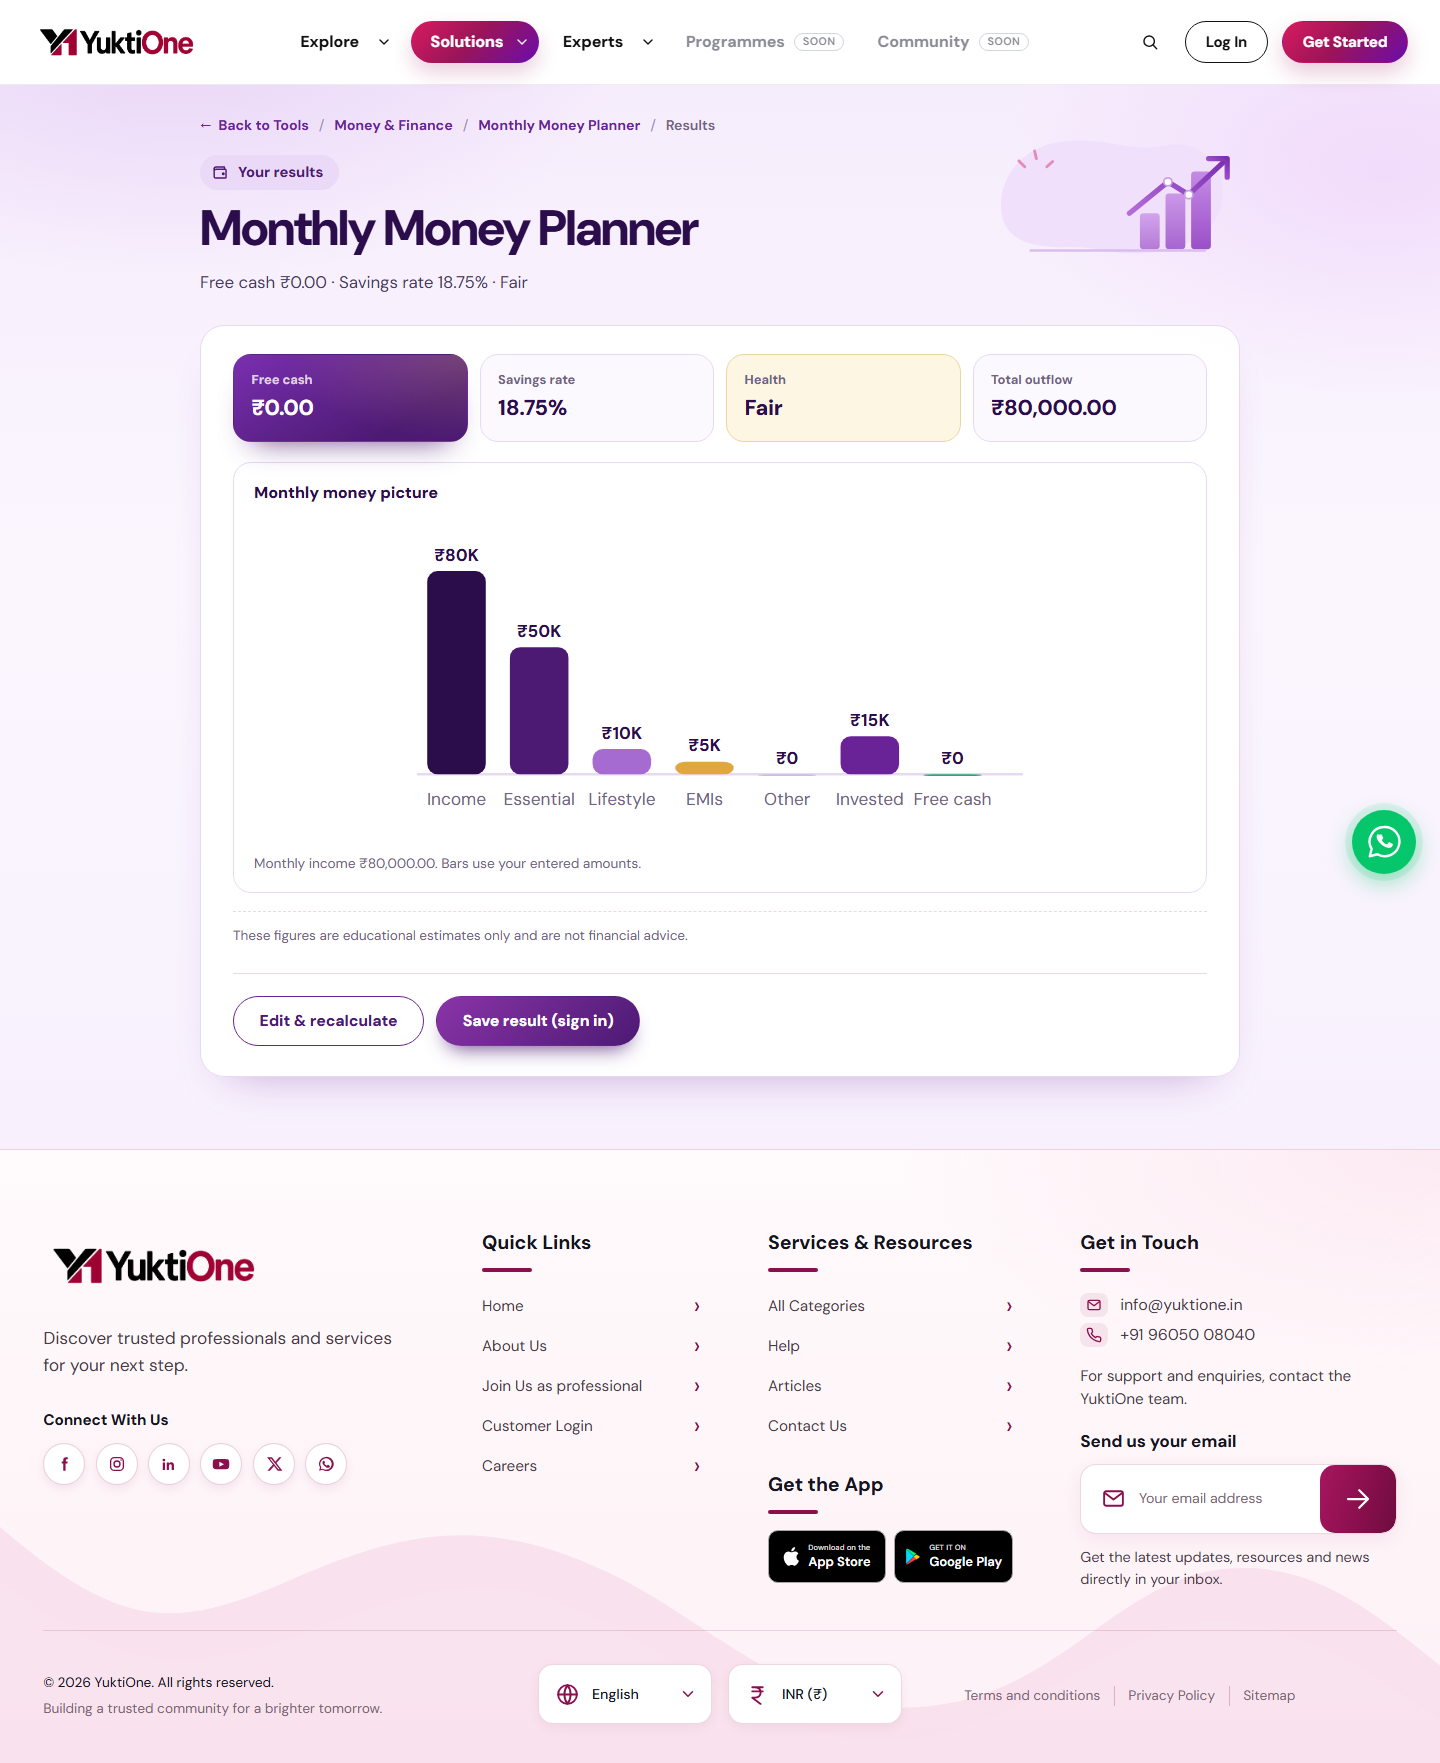 YuktiOne
Explore
Solutions
Experts
Programmes SOON
Community SOON
Log In
Get Started
← Back to Tools / Money & Finance / Monthly Money Planner / Results
Your results
Monthly Money Planner
Free cash ₹0.00 · Savings rate 18.75% · Fair
Free cash
₹0.00
Savings rate
18.75%
Health
Fair
Total outflow
₹80,000.00
Monthly money picture
₹80K
₹50K
₹10K
₹5K
₹0
₹15K
₹0
Income Essential Lifestyle EMIs Other Invested Free cash
Monthly income ₹80,000.00. Bars use your entered amounts.
These figures are educational estimates only and are not financial advice.
Edit & recalculate
Save result (sign in)
YuktiOne
Discover trusted professionals and services
for your next step.
Connect With Us
Quick Links
Home
About Us
Join Us as professional
Customer Login
Careers
Services & Resources
All Categories
Help
Articles
Contact Us
Get the App
Download on the
App Store
GET IT ON
Google Play
Get in Touch
info@yuktione.in
+91 96050 08040
For support and enquiries, contact the
YuktiOne team.
Send us your email
Your email address
Get the latest updates, resources and news
directly in your inbox.
© 2026 YuktiOne. All rights reserved.
Building a trusted community for a brighter tomorrow.
English
₹ INR (₹)
Terms and conditions
Privacy Policy
Sitemap